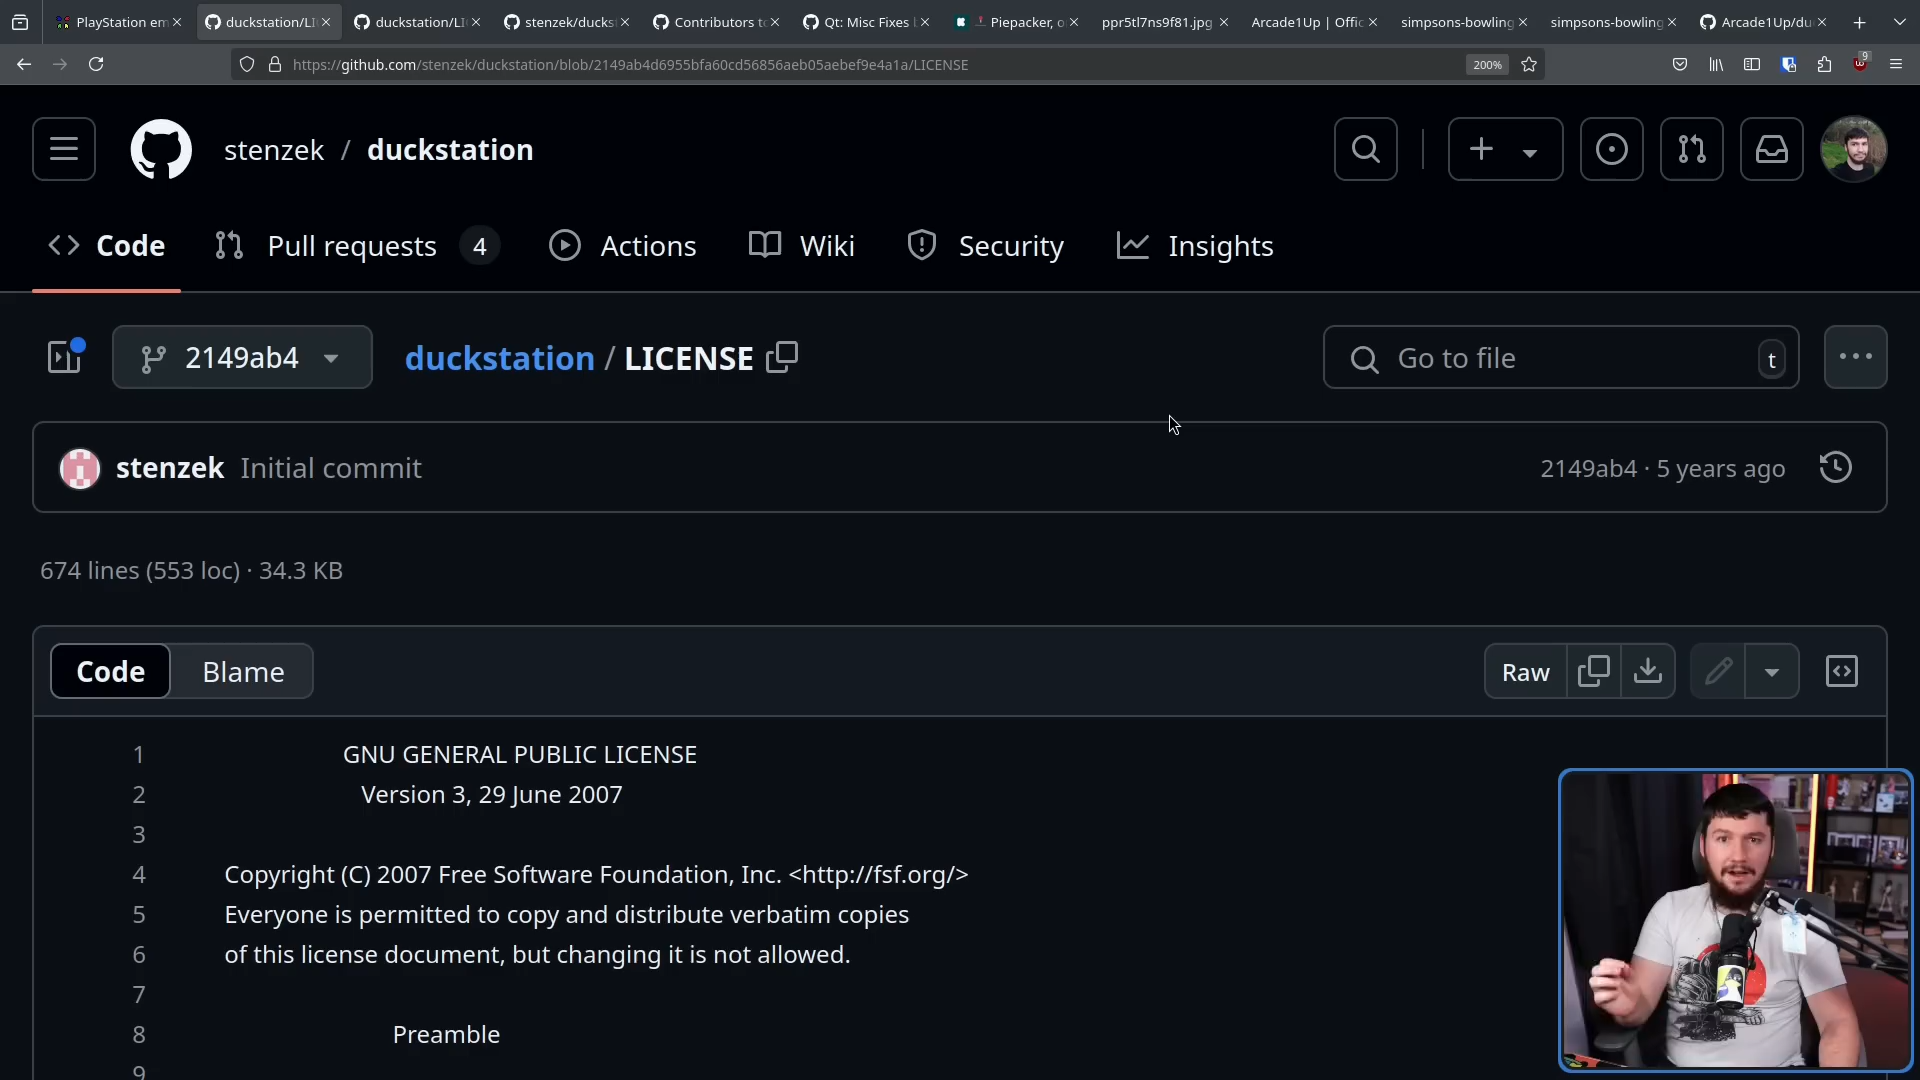 PlayStation em
duckstation/LI
duckstation/LI
stenzek/ducks
Contributors to
Qt: Misc Fixes
Piepacker, o
ppr5tl7ns9f81.jpg
Arcade1Up | Offic
simpsons-bowling
simpsons-bowling
Arcade1Up/du
https://github.com/stenzek/duckstation/blob/2149ab4d6955bfa60cd56856aeb05aebef9e4a1a/LICENSE
200%
9
stenzek / duckstation
Code
Pull requests 4
Actions
Wiki
Security
Insights
2149ab4
duckstation / LICENSE
Go to file
t
stenzek Initial commit
2149ab4 · 5 years ago
674 lines (553 loc) · 34.3 KB
Code
Blame
Raw
1 GNU GENERAL PUBLIC LICENSE
2 Version 3, 29 June 2007
3
4 Copyright (C) 2007 Free Software Foundation, Inc. <http://fsf.org/>
5 Everyone is permitted to copy and distribute verbatim copies
6 of this license document, but changing it is not allowed.
7
8 Preamble
9